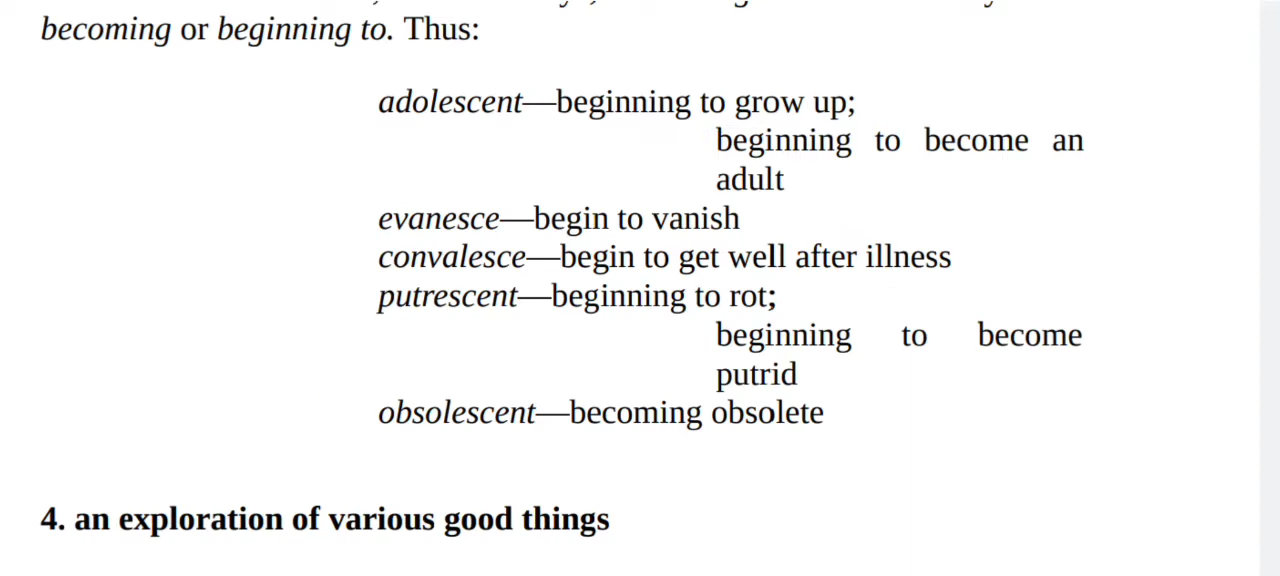 becoming or beginning to. Thus:
adolescent—beginning to grow up;
beginning to become an
adult
evanesce—begin to vanish
convalesce—begin to get well after illness
putrescent—beginning to rot;
beginning to become
putrid
obsolescent—becoming obsolete
4. an exploration of various good things